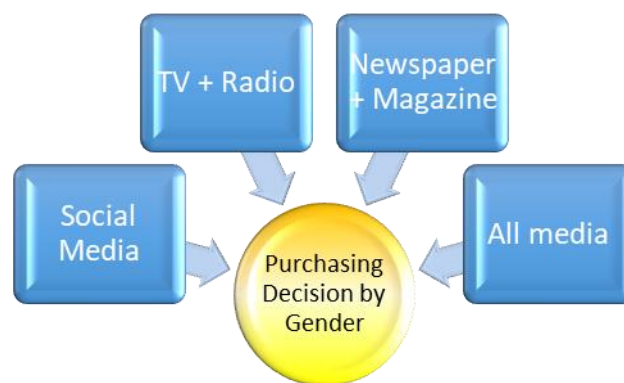 TV + Radio
Newspaper
+ Magazine
Social
Media
All media
Purchasing
Decision by
Gender